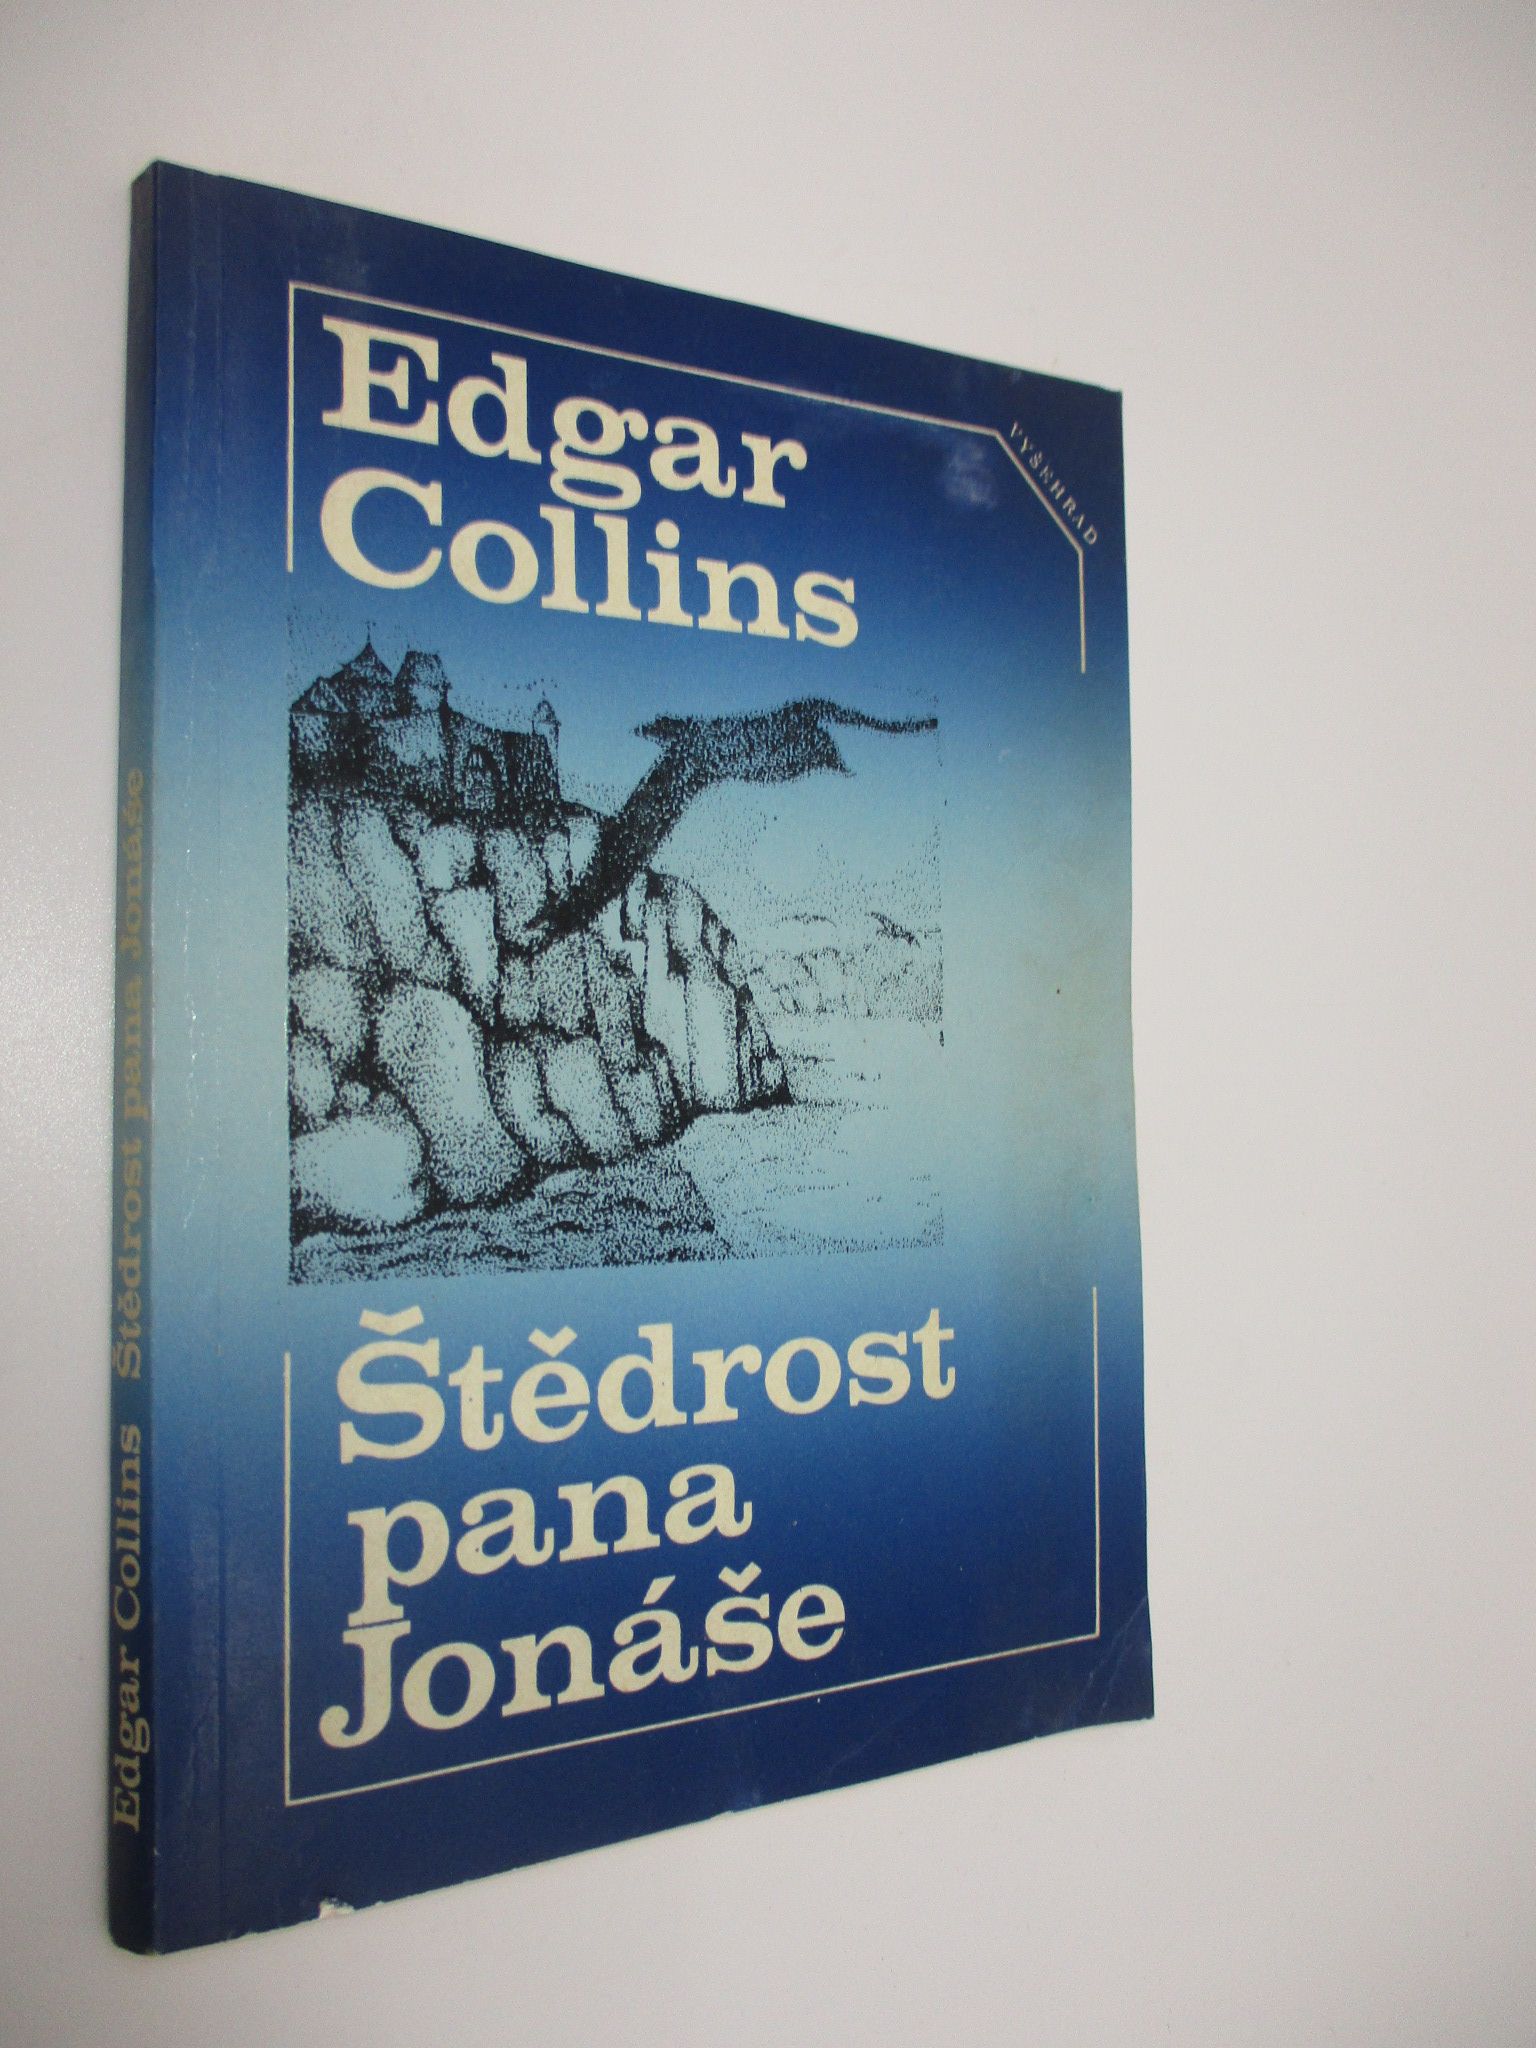 Edgar
Collins
VYŠEHRAD
Štědrost
pana
Jonáše
Edgar Collins Štědrost pana Jonáše